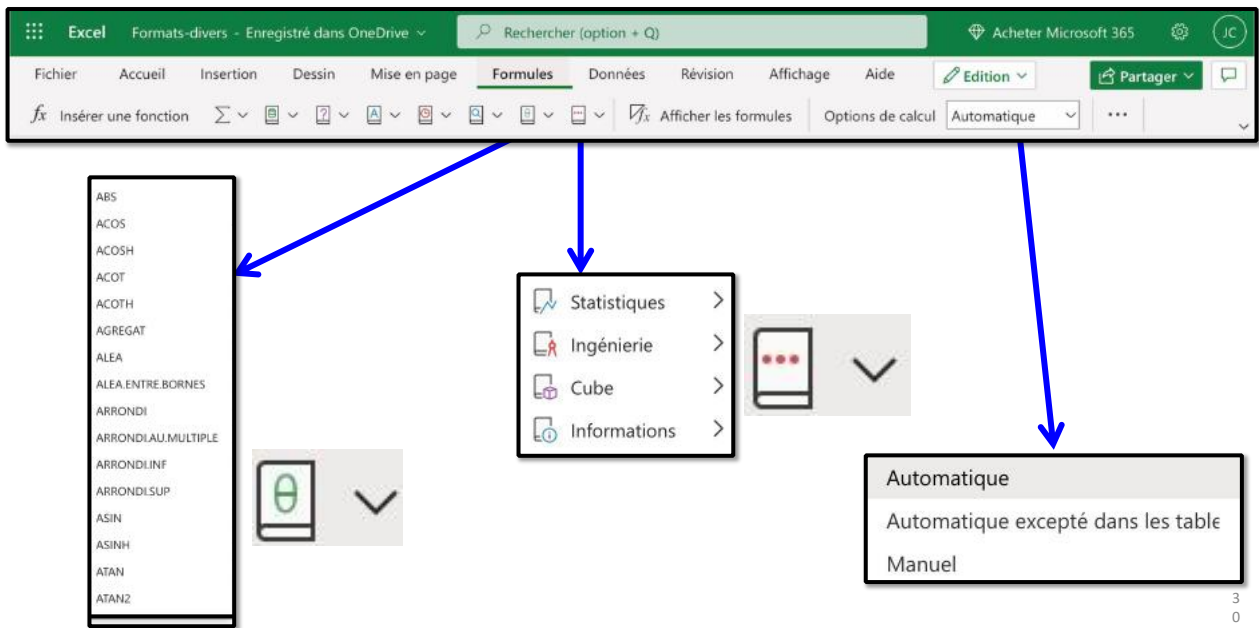 Excel Formats-divers - Enregistré dans OneDrive Rechercher (option + Q) Acheter Microsoft 365 JC
Fichier Accueil Insertion Dessin Mise en page Formules Données Révision Affichage Aide Edition Partager
fx Insérer une fonction Σ ? A θ fx Afficher les formules Options de calcul Automatique ...
ABS
ACOS
ACOSH
ACOT
ACOTH
AGREGAT
ALEA
ALEA.ENTRE.BORNES
ARRONDI
ARRONDI.AU.MULTIPLE
ARRONDI.INF
ARRONDI.SUP
ASIN
ASINH
ATAN
ATAN2
θ
Statistiques
Ingénierie
Cube
Informations
Automatique
Automatique excepté dans les table
Manuel
3
0